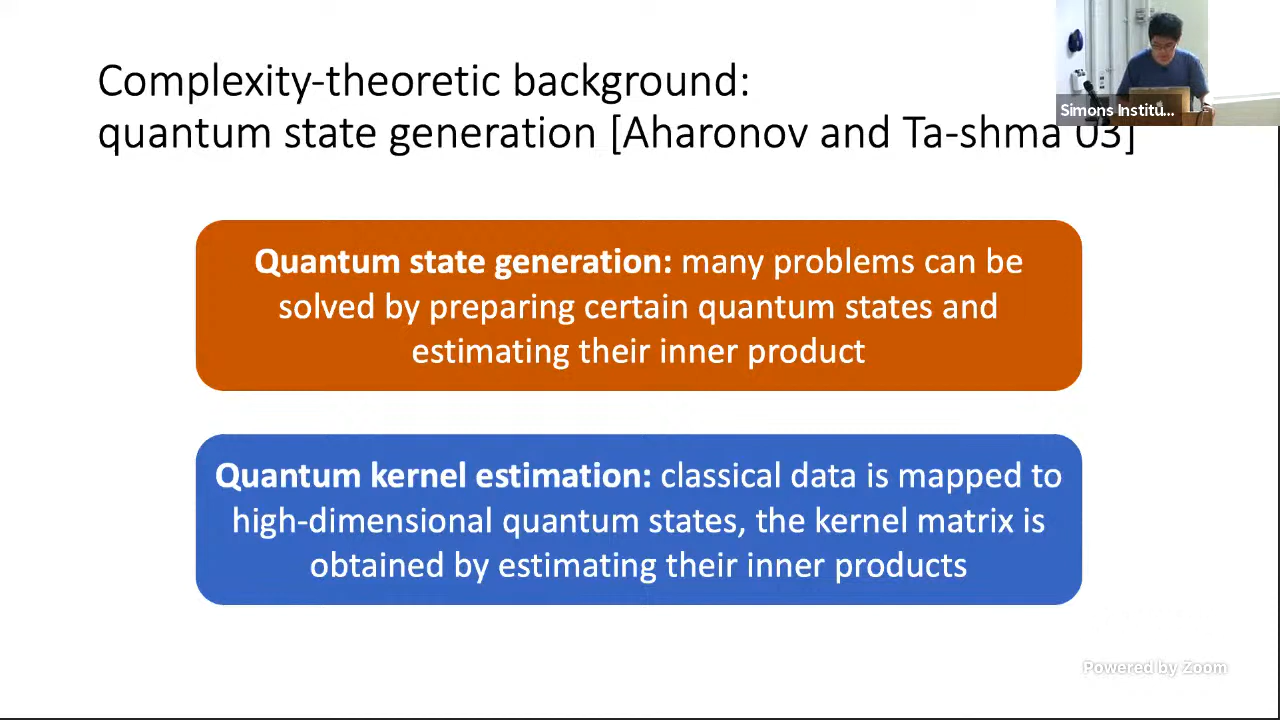 Complexity-theoretic background:
quantum state generation [Aharonov and Ta-shma 03]
Simons Institu...
Quantum state generation: many problems can be
solved by preparing certain quantum states and
estimating their inner product
Quantum kernel estimation: classical data is mapped to
high-dimensional quantum states, the kernel matrix is
obtained by estimating their inner products
Powered by Zoom